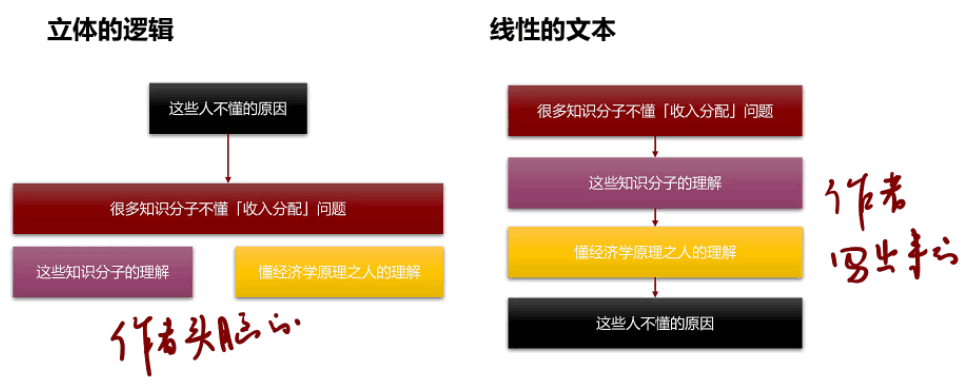 立体的逻辑
这些人不懂的原因
很多知识分子不懂「收入分配」问题
这些知识分子的理解
懂经济学原理之人的理解
作者头脑的
线性的文本
很多知识分子不懂「收入分配」问题
这些知识分子的理解
懂经济学原理之人的理解
这些人不懂的原因
作者
写出来的